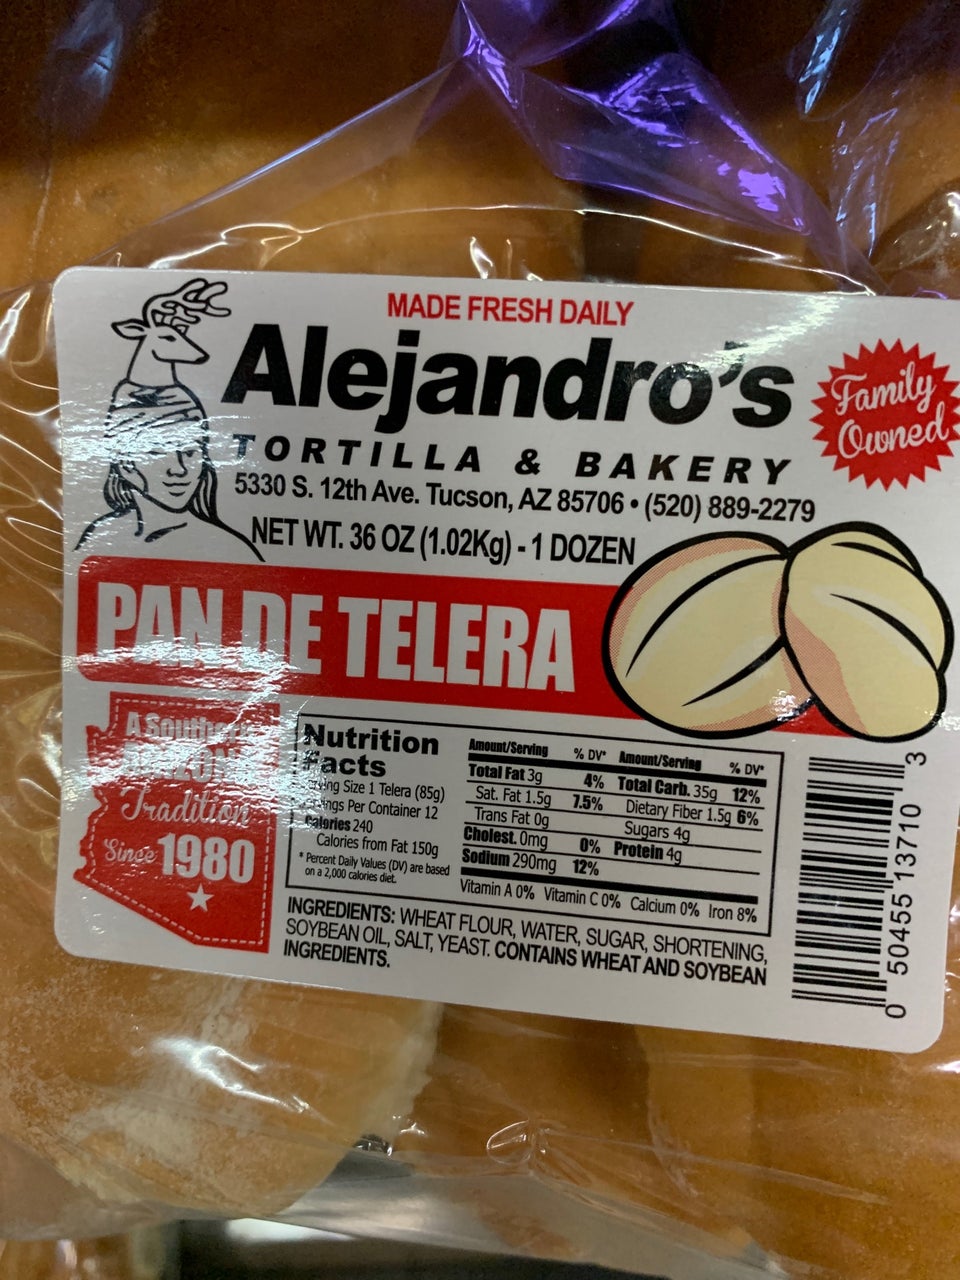 MADE FRESH DAILY
Alejandro's
TORTILLA & BAKERY
5330 S. 12th Ave. Tucson, AZ 85706 • (520) 889-2279
NET WT. 36 OZ (1.02Kg) - 1 DOZEN
Family
Owned
PAN DE TELERA
A Southern
ARIZONA
Tradition
Since 1980
Nutrition
Facts
Serving Size 1 Telera (85g)
Servings Per Container 12
Calories 240
Calories from Fat 150g
* Percent Daily Values (DV) are based
on a 2,000 calories diet.
Amount/Serving % DV*
Total Fat 3g 4%
Sat. Fat 1.5g 7.5%
Trans Fat 0g
Cholest. 0mg 0%
Sodium 290mg 12%
Amount/Serving % DV*
Total Carb. 35g 12%
Dietary Fiber 1.5g 6%
Sugars 4g
Protein 4g
Vitamin A 0% Vitamin C 0% Calcium 0% Iron 8%
INGREDIENTS: WHEAT FLOUR, WATER, SUGAR, SHORTENING,
SOYBEAN OIL, SALT, YEAST. CONTAINS WHEAT AND SOYBEAN
INGREDIENTS.
0 50455 13710 3